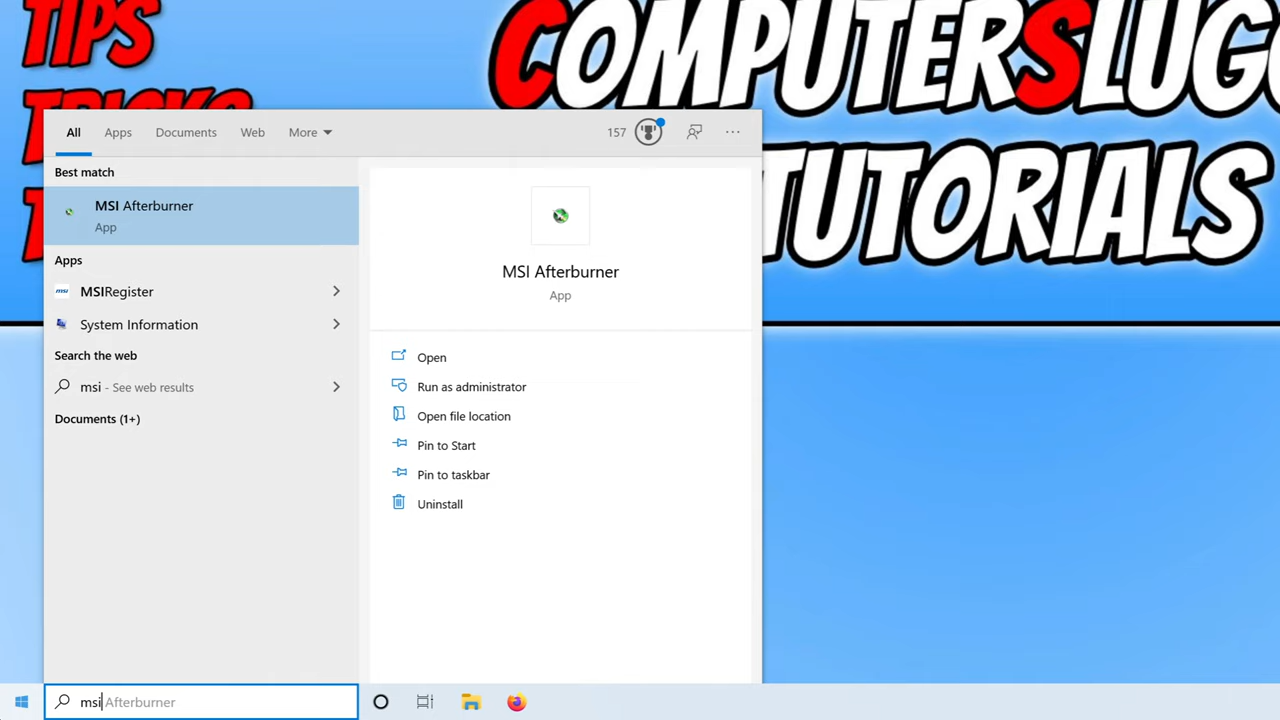 TIPS
TRICKS
COMPUTERSLUGG
TUTORIALS
All Apps Documents Web More 157
Best match
MSI Afterburner
App
Apps
MSIRegister
System Information
Search the web
msi - See web results
Documents (1+)
MSI Afterburner
App
Open
Run as administrator
Open file location
Pin to Start
Pin to taskbar
Uninstall
msi Afterburner